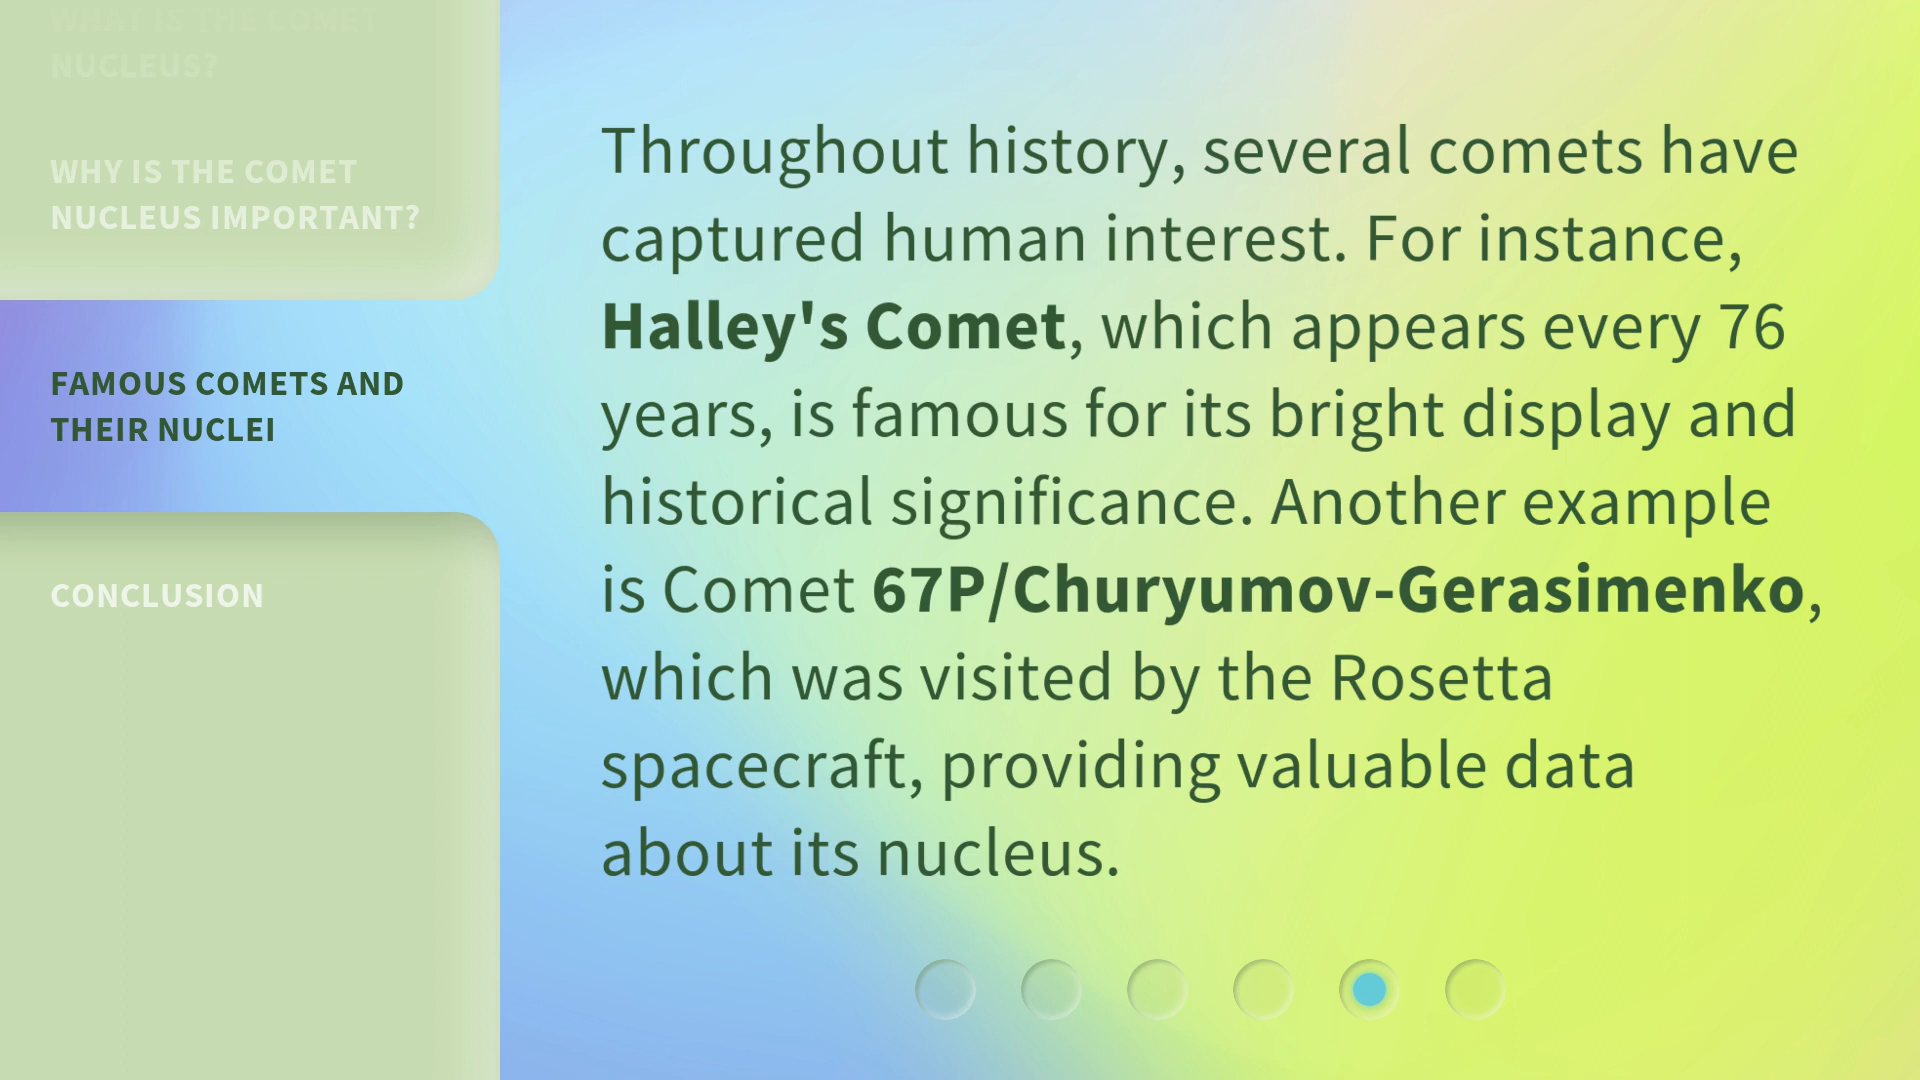 WHAT IS THE COMET
NUCLEUS?
WHY IS THE COMET
NUCLEUS IMPORTANT?
FAMOUS COMETS AND
THEIR NUCLEI
CONCLUSION
Throughout history, several comets have
captured human interest. For instance,
Halley's Comet, which appears every 76
years, is famous for its bright display and
historical significance. Another example
is Comet 67P/Churyumov-Gerasimenko,
which was visited by the Rosetta
spacecraft, providing valuable data
about its nucleus.